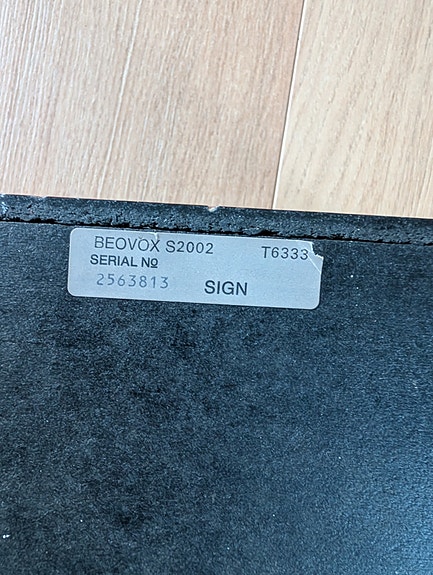 BEOVOX S2002 T6333
SERIAL Nº
2563813 SIGN